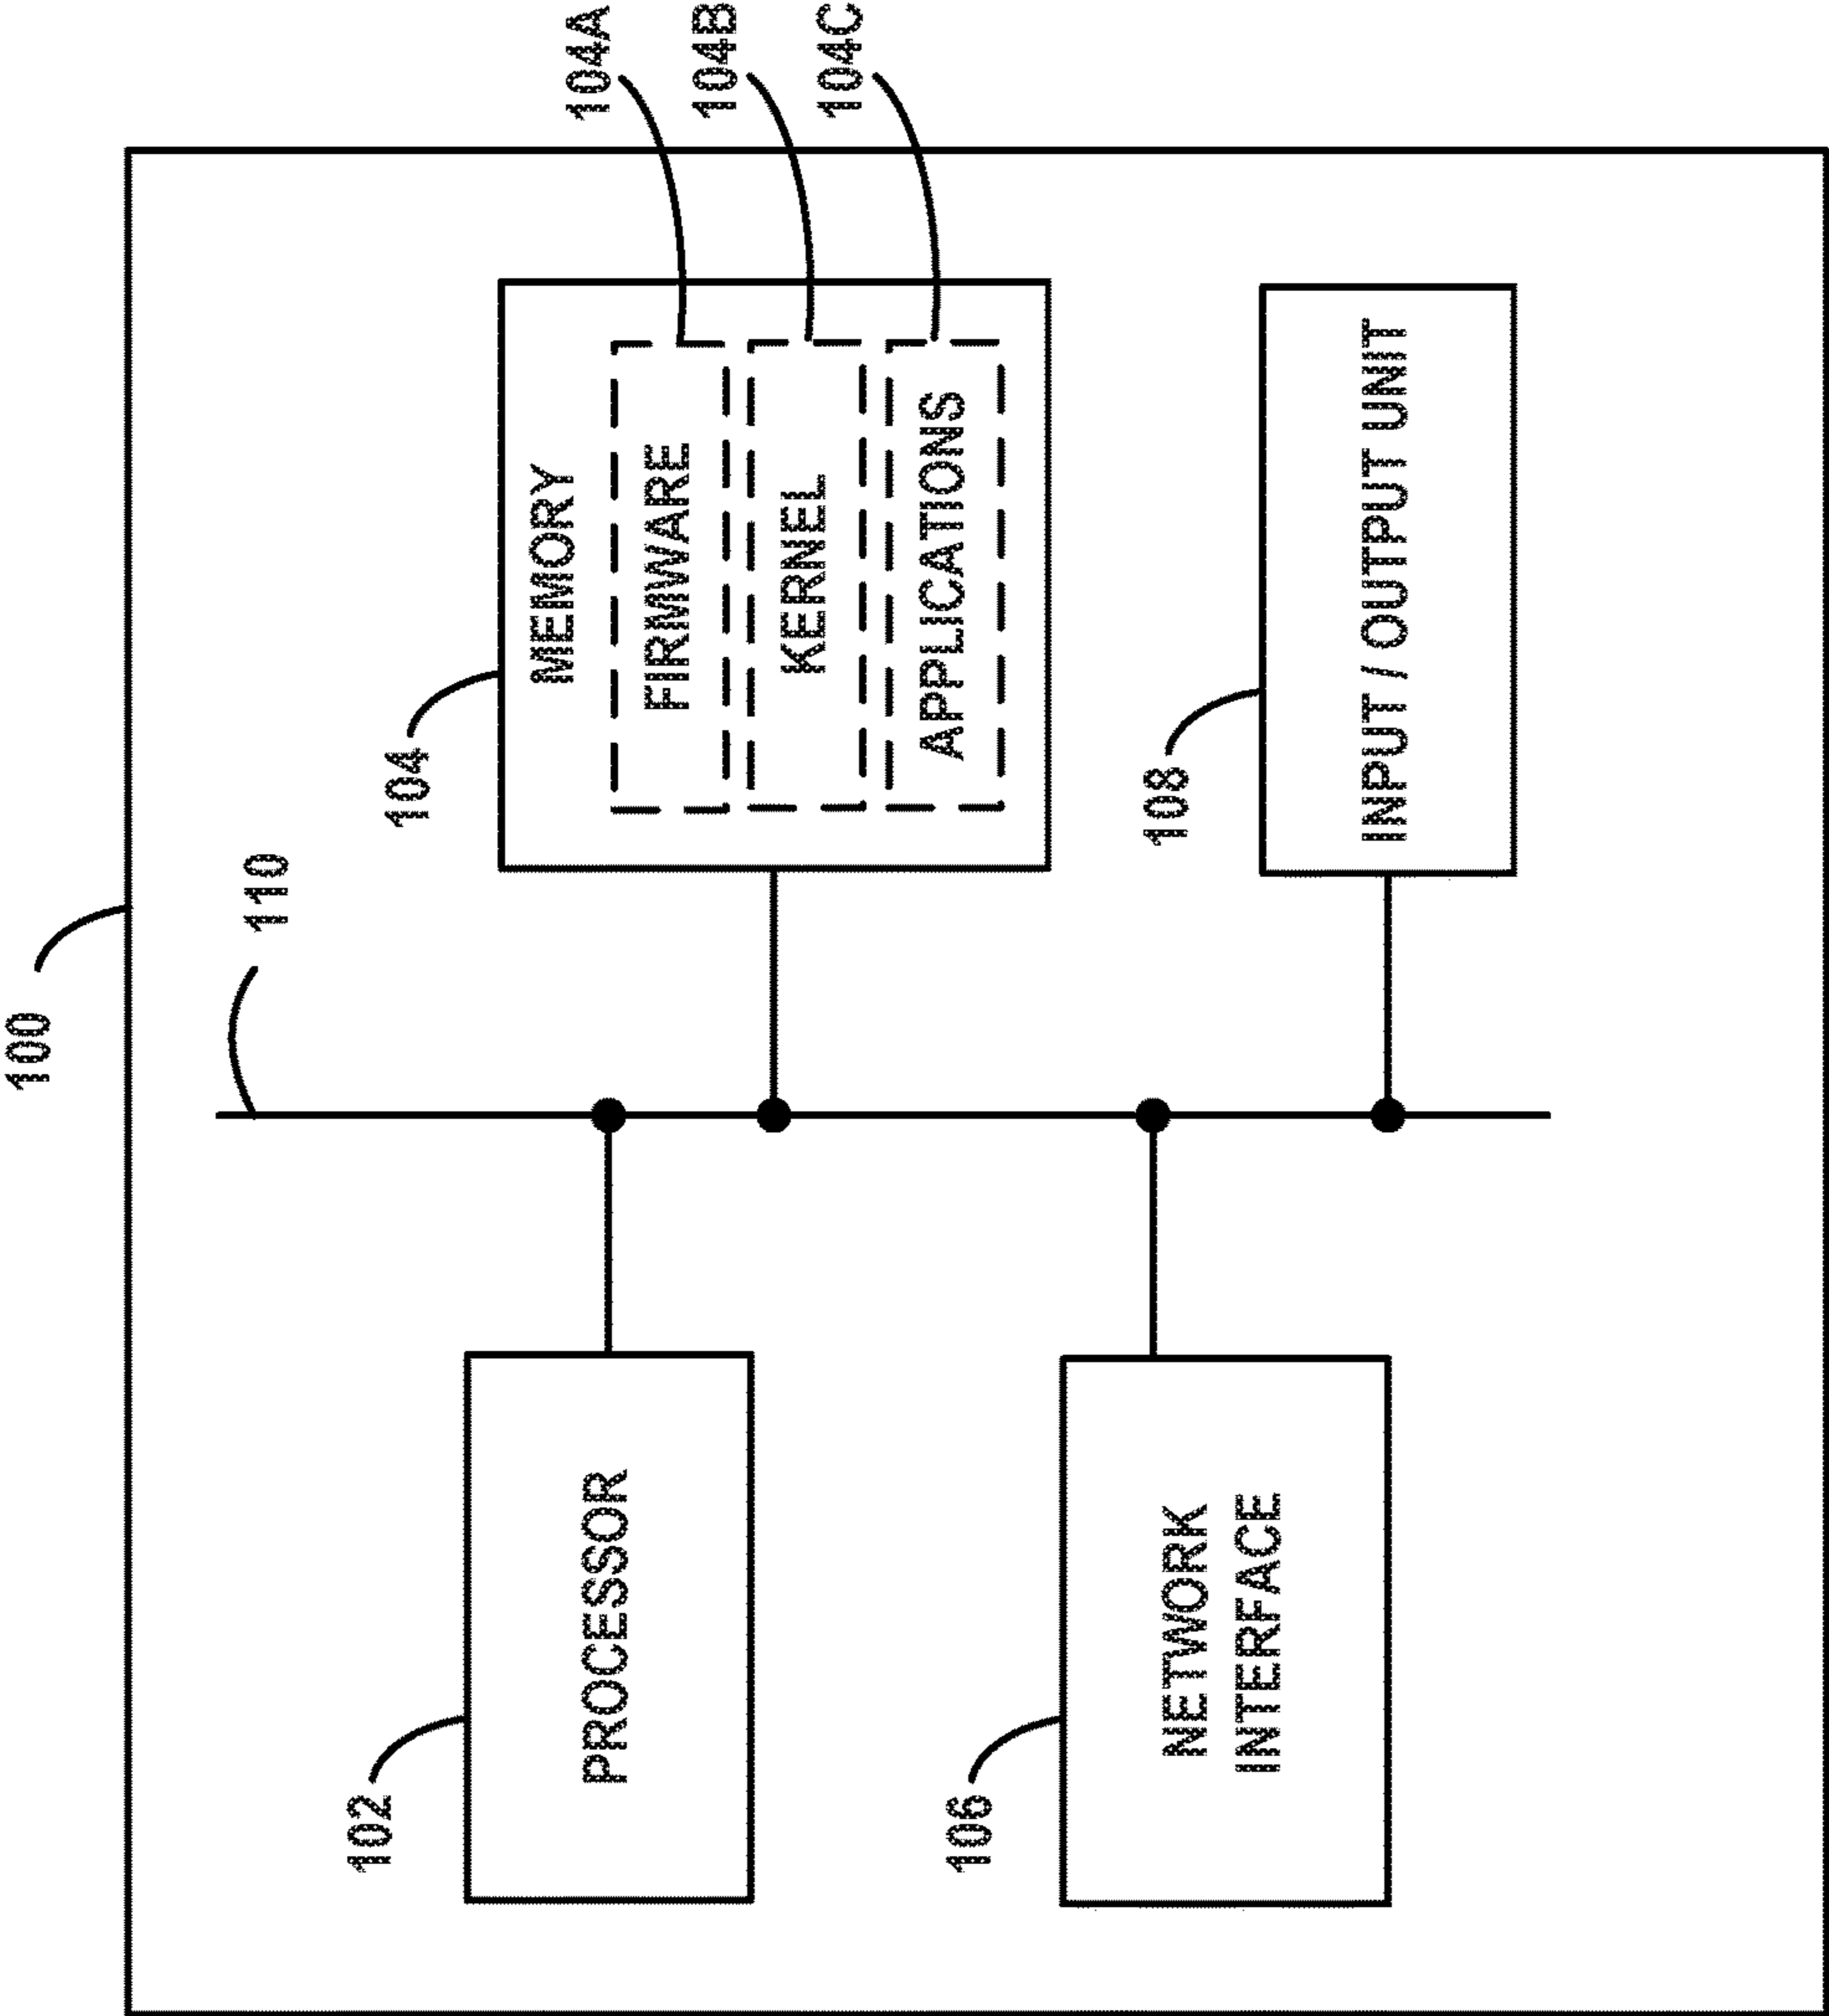 100
110
102
PROCESSOR
104
MEMORY
FIRMWARE
KERNEL
APPLICATIONS
104A
104B
104C
106
NETWORK
INTERFACE
108
INPUT / OUTPUT UNIT